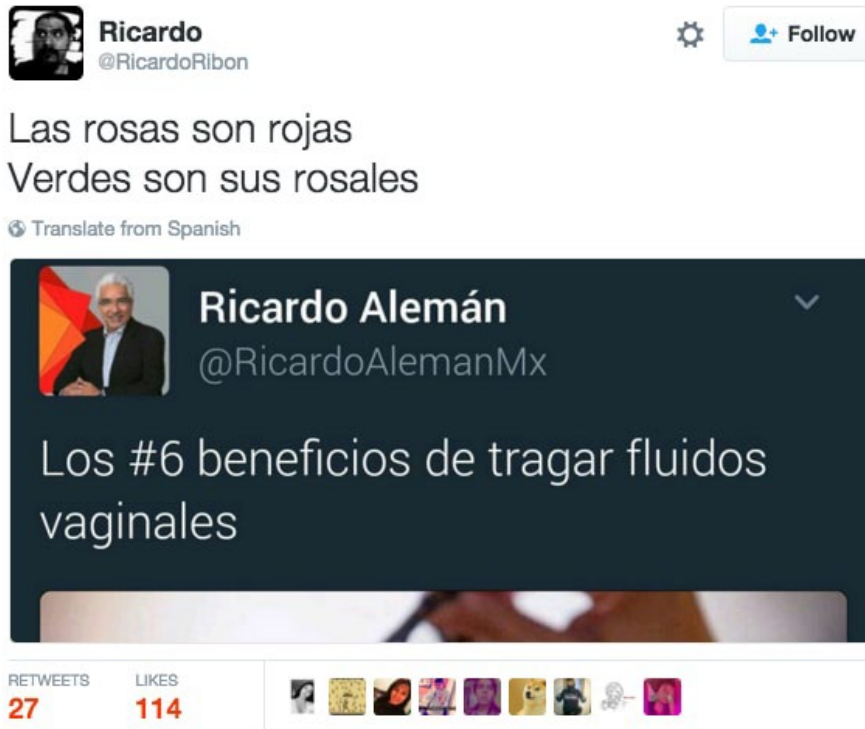 Ricardo
@RicardoRibon
Follow
Las rosas son rojas
Verdes son sus rosales
Translate from Spanish
Ricardo Alemán
@RicardoAlemanMx
Los #6 beneficios de tragar fluidos
vaginales
RETWEETS
LIKES
27
114